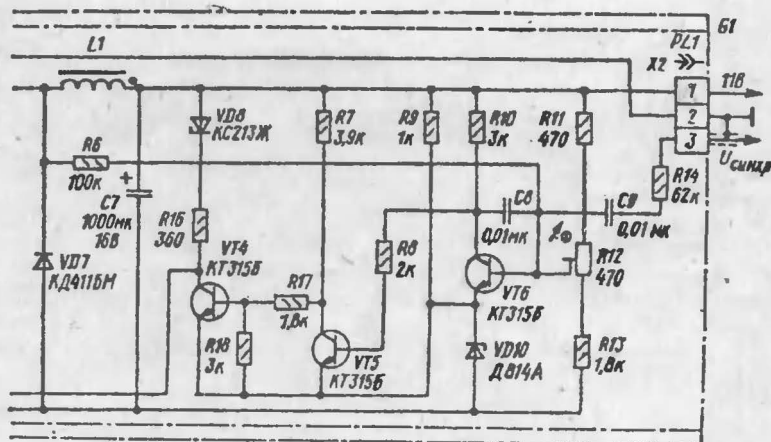 G1
L1
PL1
X2
VD8
КС213Ж
R7
3,9к
R9
1к
R10
3к
R11
470
1
11В
2
3
Uсинхр
R6
100к
+
C7
1000мк
16В
R16
360
VT4
КТ315Б
C8
0,01мк
C9
0,01 мк
R14
62к
VD7
КД411БМ
R17
1,8к
R8
2к
VT6
КТ315Б
R12
470
R18
3к
VT5
КТ315Б
VD10
Д814А
R13
1,8к